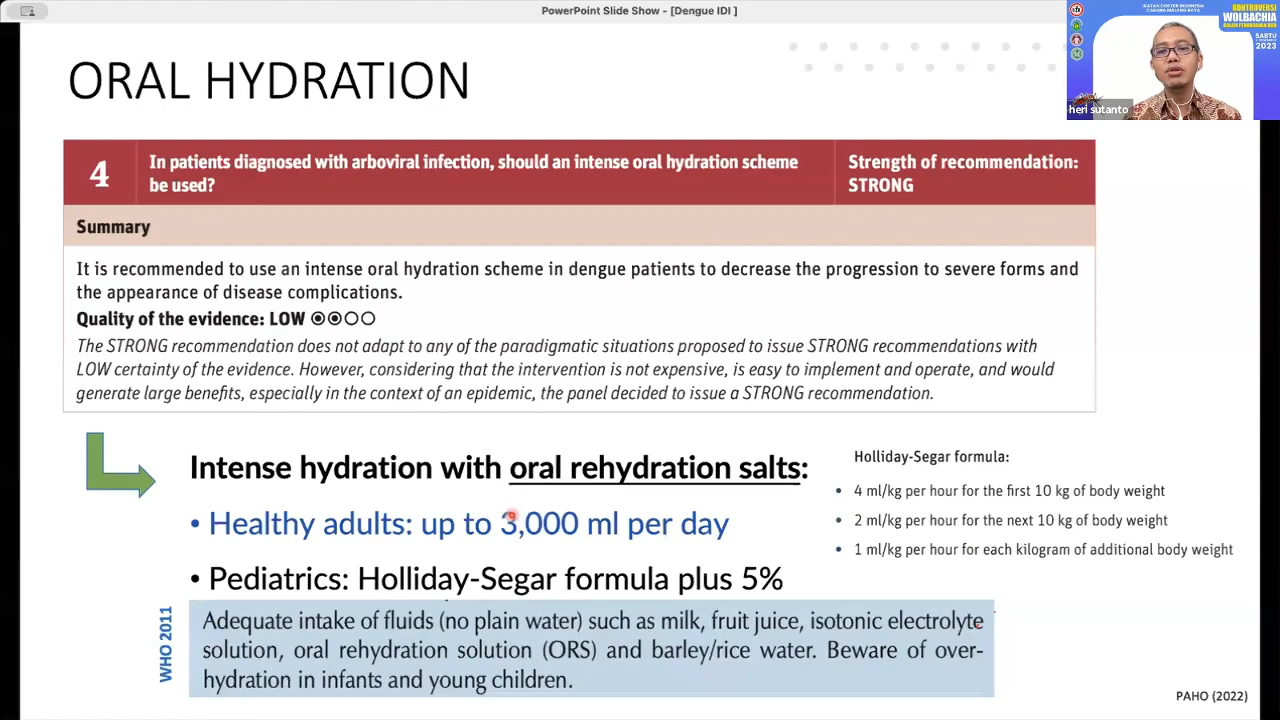 PowerPoint Slide Show - [Dengue IDI ]
IKATAN DOKTER INDONESIA
CABANG MALANG RAYA
KONTROVERSI
WOLBACHIA
SABTU
2023
heri sutanto
ORAL HYDRATION
4
In patients diagnosed with arboviral infection, should an intense oral hydration scheme
be used?
Strength of recommendation:
STRONG
Summary
It is recommended to use an intense oral hydration scheme in dengue patients to decrease the progression to severe forms and
the appearance of disease complications.
Quality of the evidence: LOW
The STRONG recommendation does not adapt to any of the paradigmatic situations proposed to issue STRONG recommendations with
LOW certainty of the evidence. However, considering that the intervention is not expensive, is easy to implement and operate, and would
generate large benefits, especially in the context of an epidemic, the panel decided to issue a STRONG recommendation.
Intense hydration with oral rehydration salts:
• Healthy adults: up to 3,000 ml per day
• Pediatrics: Holliday-Segar formula plus 5%
Holliday-Segar formula:
• 4 ml/kg per hour for the first 10 kg of body weight
• 2 ml/kg per hour for the next 10 kg of body weight
• 1 ml/kg per hour for each kilogram of additional body weight
WHO 2011
Adequate intake of fluids (no plain water) such as milk, fruit juice, isotonic electrolyte
solution, oral rehydration solution (ORS) and barley/rice water. Beware of over-
hydration in infants and young children.
PAHO (2022)